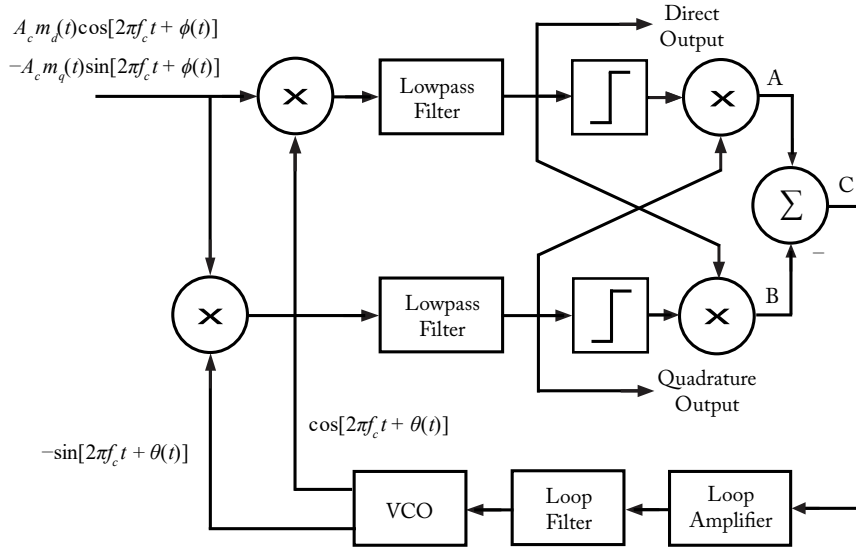 A_c m_d(t)cos[2πf_c t + ϕ(t)]
−A_c m_q(t)sin[2πf_c t + ϕ(t)]
Direct
Output
Lowpass
Filter
A
Σ
C
−
Lowpass
Filter
B
Quadrature
Output
cos[2πf_c t + θ(t)]
−sin[2πf_c t + θ(t)]
VCO
Loop
Filter
Loop
Amplifier